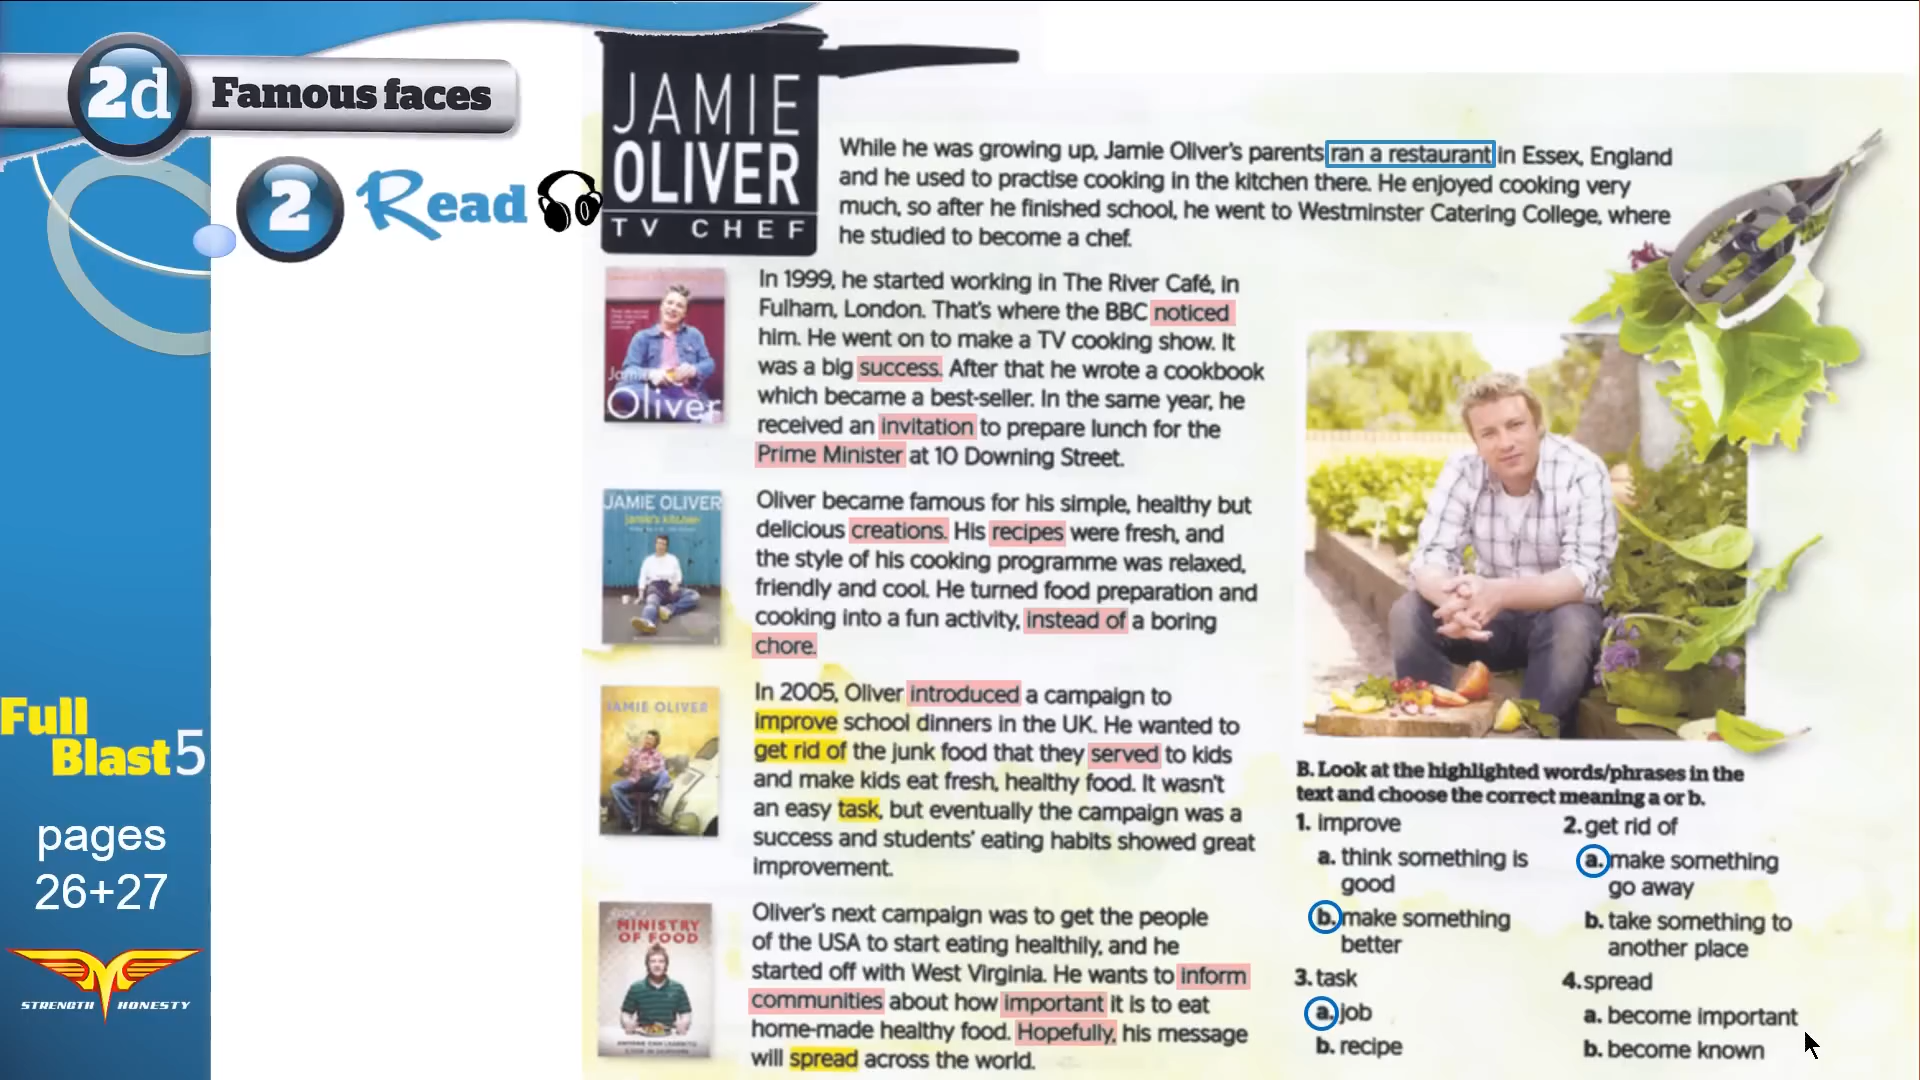 2d Famous faces
2 Read
JAMIE
OLIVER
TV CHEF
While he was growing up, Jamie Oliver's parents ran a restaurant in Essex, England
and he used to practise cooking in the kitchen there. He enjoyed cooking very
much, so after he finished school, he went to Westminster Catering College, where
he studied to become a chef.
In 1999, he started working in The River Café, in
Fulham, London. That's where the BBC noticed
him. He went on to make a TV cooking show. It
was a big success. After that he wrote a cookbook
which became a best-seller. In the same year, he
received an invitation to prepare lunch for the
Prime Minister at 10 Downing Street.
Jamie
Oliver
Oliver became famous for his simple, healthy but
delicious creations. His recipes were fresh, and
the style of his cooking programme was relaxed,
friendly and cool. He turned food preparation and
cooking into a fun activity, instead of a boring
chore.
JAMIE OLIVER
jamie's kitchen
In 2005, Oliver introduced a campaign to
improve school dinners in the UK. He wanted to
get rid of the junk food that they served to kids
and make kids eat fresh, healthy food. It wasn't
an easy task, but eventually the campaign was a
success and students' eating habits showed great
improvement.
JAMIE OLIVER
Oliver's next campaign was to get the people
of the USA to start eating healthily, and he
started off with West Virginia. He wants to inform
communities about how important it is to eat
home-made healthy food. Hopefully, his message
will spread across the world.
MINISTRY
OF FOOD
B. Look at the highlighted words/phrases in the
text and choose the correct meaning a or b.
1. improve
a. think something is
good
b. make something
better
2. get rid of
a. make something
go away
b. take something to
another place
3. task
a. job
b. recipe
4. spread
a. become important
b. become known
Full
Blast 5
pages
26+27
STRENGTH HONESTY